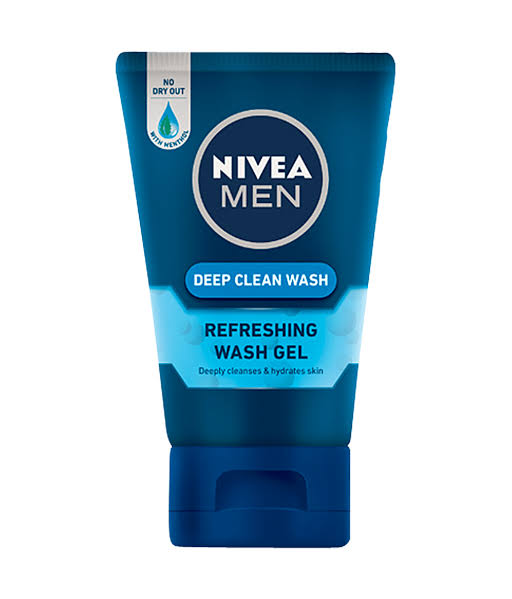 NO
DRY OUT
WITH MENTHOL
NIVEA
MEN
DEEP CLEAN WASH
REFRESHING
WASH GEL
Deeply cleanses & hydrates skin